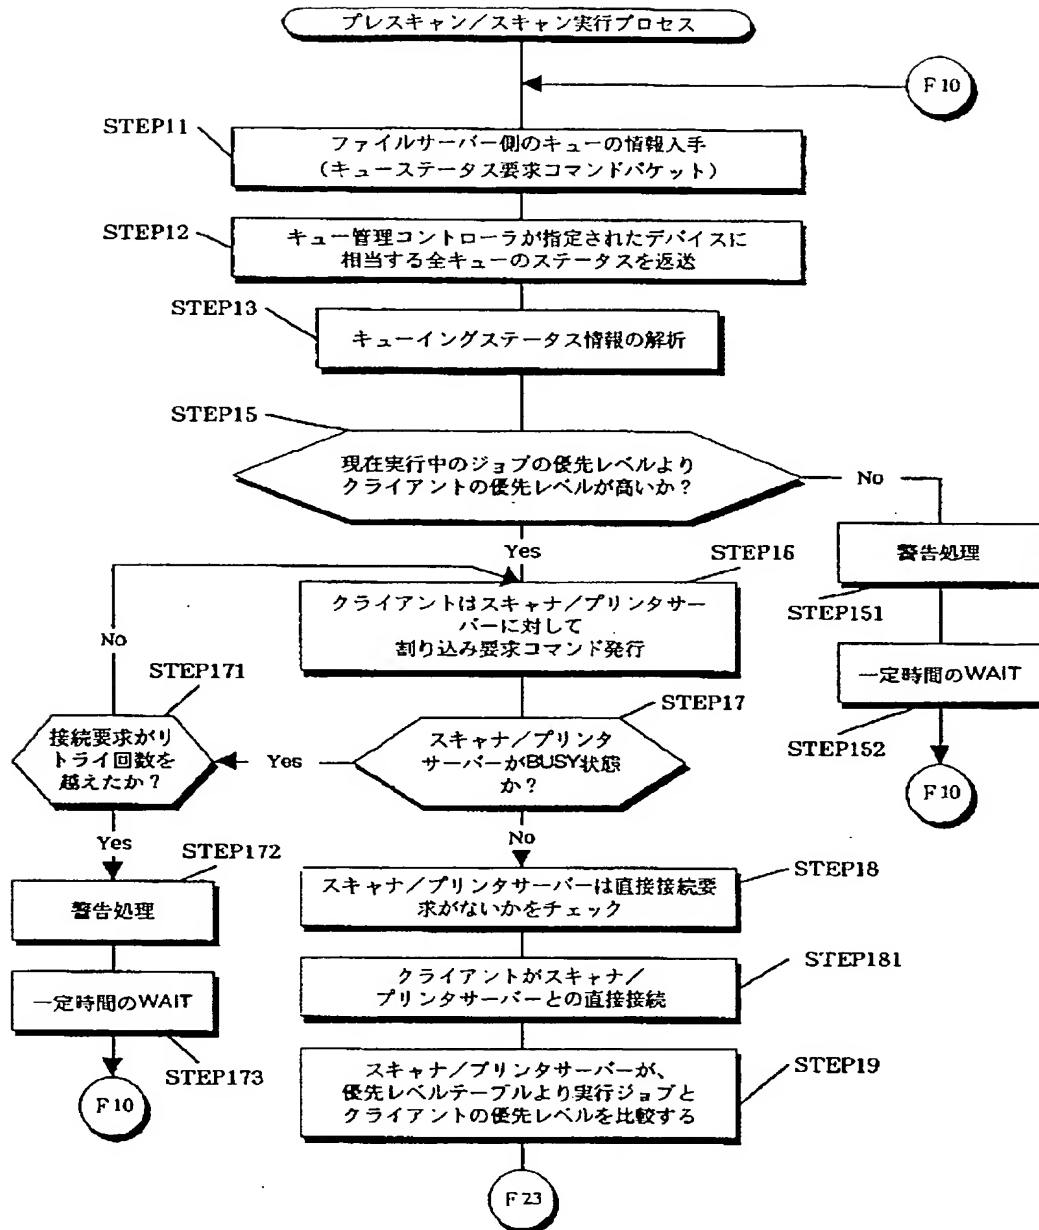 プレスキャン／スキャン実行プロセス
F10
STEP11
ファイルサーバー側のキューの情報入手
（キューステータス要求コマンドパケット）
STEP12
キュー管理コントローラが指定されたデバイスに
相当する全キューのステータスを返送
STEP13
キューイングステータス情報の解析
STEP15
現在実行中のジョブの優先レベルより
クライアントの優先レベルが高いか？
No
Yes
警告処理
STEP151
一定時間のWAIT
STEP152
F10
STEP16
クライアントはスキャナ／プリンタサー
バーに対して
割り込み要求コマンド発行
No
STEP171
接続要求がリ
トライ回数を
越えたか？
Yes
STEP17
スキャナ／プリンタ
サーバーがBUSY状態
か？
Yes
STEP172
警告処理
一定時間のWAIT
STEP173
F10
No
STEP18
スキャナ／プリンタサーバーは直接接続要
求がないかをチェック
STEP181
クライアントがスキャナ／
プリンタサーバーとの直接接続
STEP19
スキャナ／プリンタサーバーが、
優先レベルテーブルより実行ジョブと
クライアントの優先レベルを比較する
F23